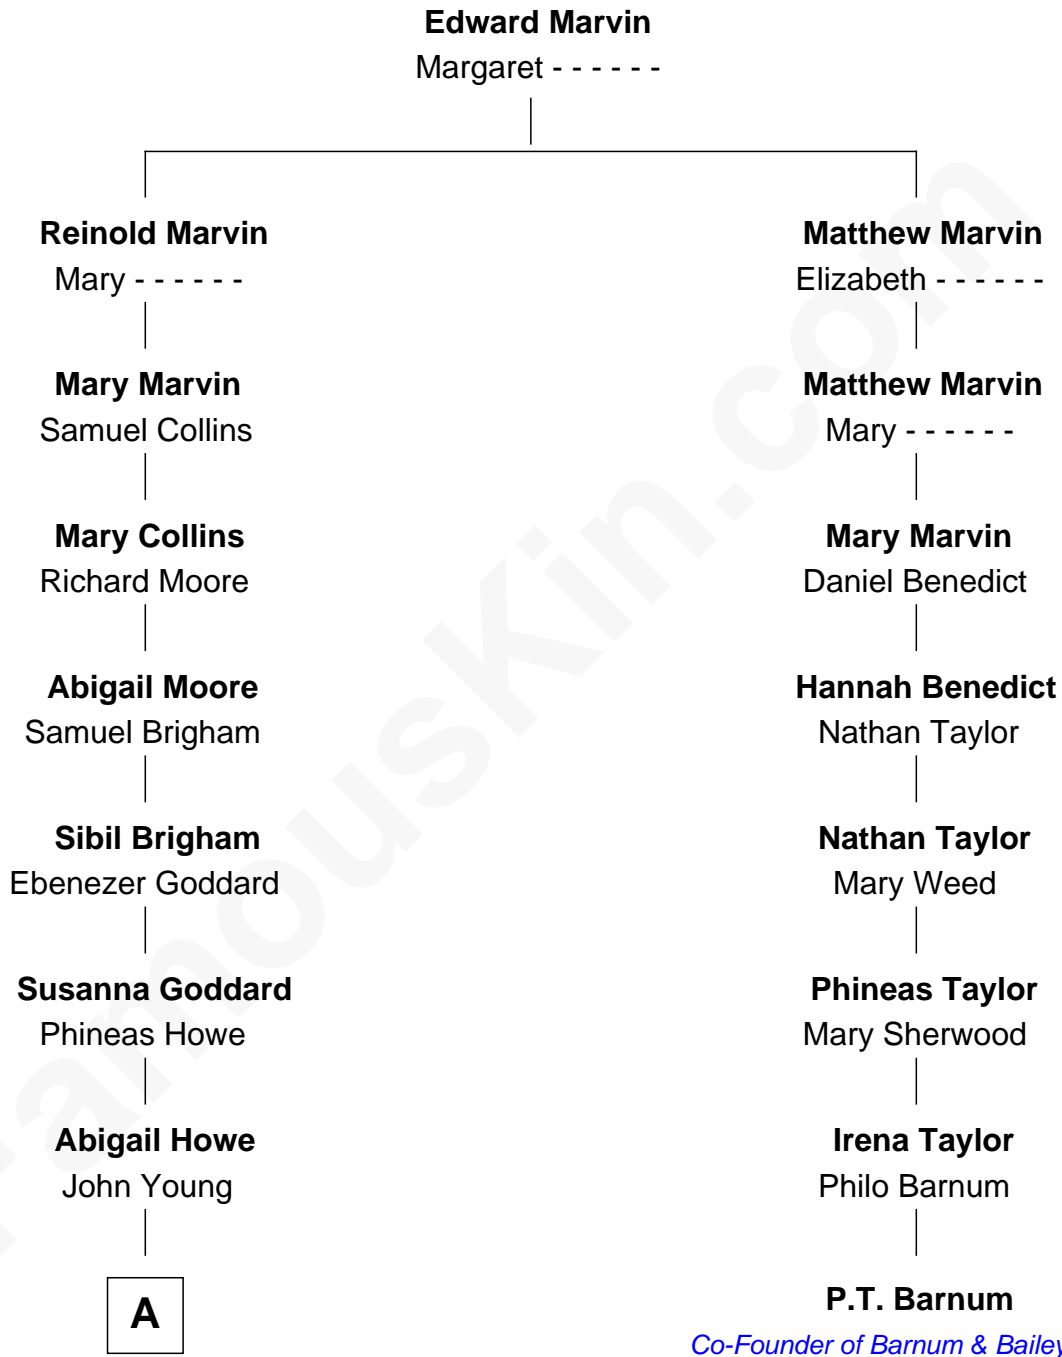 Edward Marvin
Margaret - - - - - -
Reinold Marvin
Mary - - - - - -
Mary Marvin
Samuel Collins
Mary Collins
Richard Moore
Abigail Moore
Samuel Brigham
Sibil Brigham
Ebenezer Goddard
Susanna Goddard
Phineas Howe
Abigail Howe
John Young
A
Matthew Marvin
Elizabeth - - - - - -
Matthew Marvin
Mary - - - - - -
Mary Marvin
Daniel Benedict
Hannah Benedict
Nathan Taylor
Nathan Taylor
Mary Weed
Phineas Taylor
Mary Sherwood
Irena Taylor
Philo Barnum
P.T. Barnum
Co-Founder of Barnum & Bailey
FamousKin.com